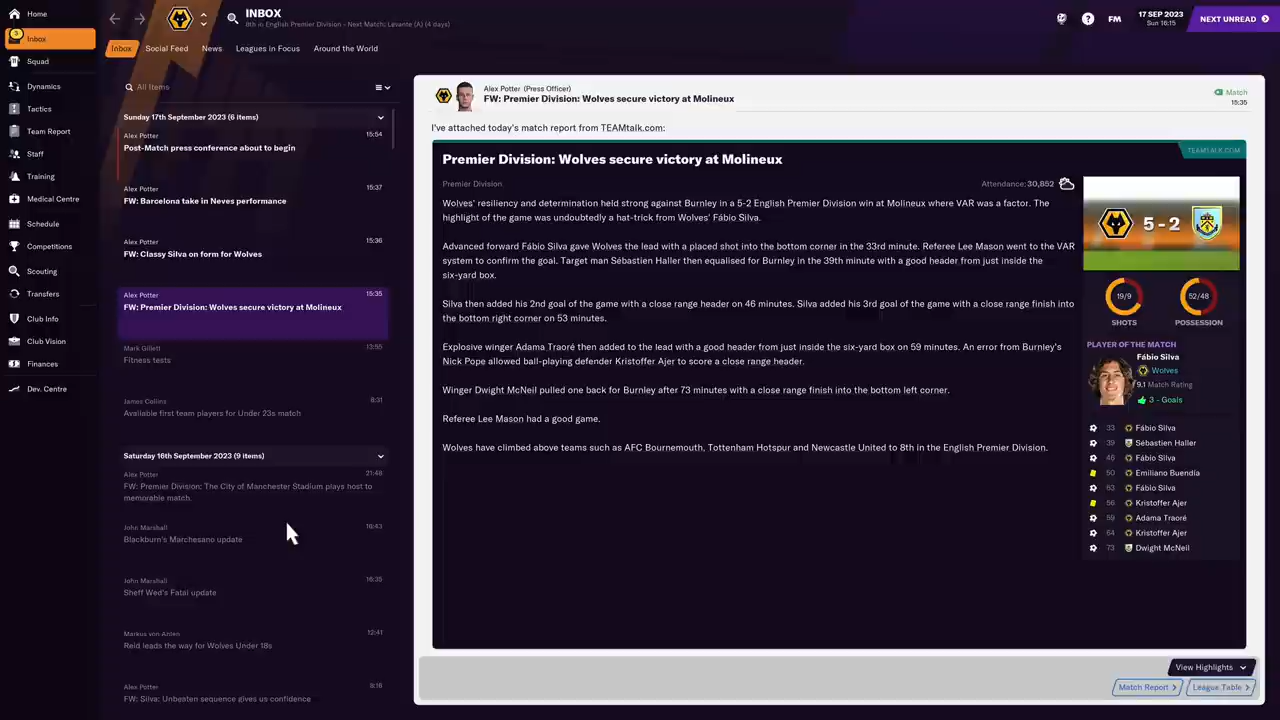 Home
INBOX
8th in English Premier Division - Next Match: Levante (A) (4 days)
FM
17 SEP 2023
Sun 16:15
NEXT UNREAD
3
Inbox
Squad
Dynamics
Tactics
Team Report
Staff
Training
Medical Centre
Schedule
Competitions
Scouting
Transfers
Club Info
Club Vision
Finances
Dev. Centre
Inbox
Social Feed
News
Leagues in Focus
Around the World
All Items
Sunday 17th September 2023 (6 items)
Alex Potter
15:54
Post-Match press conference about to begin
Alex Potter
15:37
FW: Barcelona take in Neves performance
Alex Potter
15:36
FW: Classy Silva on form for Wolves
Alex Potter
15:35
FW: Premier Division: Wolves secure victory at Molineux
Mark Gillett
13:55
Fitness tests
James Collins
8:31
Available first team players for Under 23s match
Saturday 16th September 2023 (9 items)
Alex Potter
21:48
FW: Premier Division: The City of Manchester Stadium plays host to
memorable match.
John Marshall
16:43
Blackburn's Marchesano update
John Marshall
16:35
Sheff Wed's Fatai update
Markus von Ahlen
12:41
Reid leads the way for Wolves Under 18s
Alex Potter
8:16
FW: Silva: Unbeaten sequence gives us confidence
Alex Potter (Press Officer)
FW: Premier Division: Wolves secure victory at Molineux
Match
15:35
I've attached today's match report from TEAMtalk.com:
TEAMTALK.COM
Premier Division: Wolves secure victory at Molineux
Premier Division
Attendance: 30,852
Wolves' resiliency and determination held strong against Burnley in a 5-2 English Premier Division win at Molineux where VAR was a factor. The
highlight of the game was undoubtedly a hat-trick from Wolves' Fábio Silva.
Advanced forward Fábio Silva gave Wolves the lead with a placed shot into the bottom corner in the 33rd minute. Referee Lee Mason went to the VAR
system to confirm the goal. Target man Sébastien Haller then equalised for Burnley in the 39th minute with a good header from just inside the
six-yard box.
Silva then added his 2nd goal of the game with a close range header on 46 minutes. Silva added his 3rd goal of the game with a close range finish into
the bottom right corner on 53 minutes.
Explosive winger Adama Traoré then added to the lead with a good header from just inside the six-yard box on 59 minutes. An error from Burnley's
Nick Pope allowed ball-playing defender Kristoffer Ajer to score a close range header.
Winger Dwight McNeil pulled one back for Burnley after 73 minutes with a close range finish into the bottom left corner.
Referee Lee Mason had a good game.
Wolves have climbed above teams such as AFC Bournemouth, Tottenham Hotspur and Newcastle United to 8th in the English Premier Division.
5 - 2
19/9
SHOTS
52/48
POSSESSION
PLAYER OF THE MATCH
Fábio Silva
Wolves
9.1 Match Rating
3 - Goals
33 Fábio Silva
39 Sébastien Haller
46 Fábio Silva
50 Emiliano Buendía
53 Fábio Silva
56 Kristoffer Ajer
59 Adama Traoré
64 Kristoffer Ajer
73 Dwight McNeil
View Highlights
Match Report
League Table